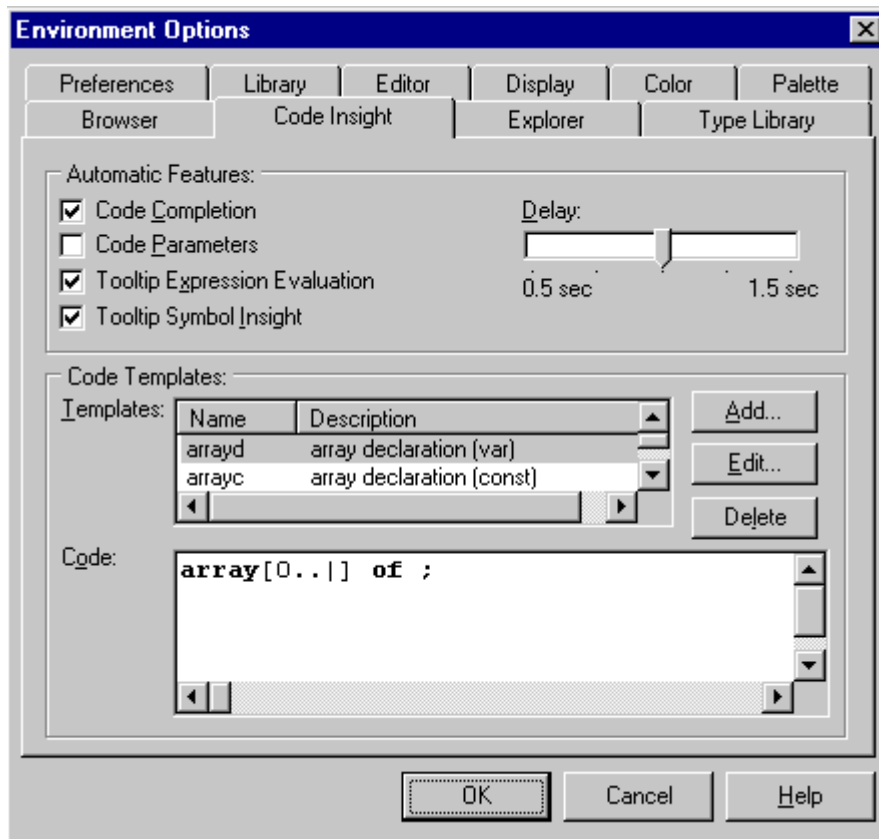 Environment Options
Preferences Library Editor Display Color Palette
Browser Code Insight Explorer Type Library
Automatic Features:
Code Completion Delay:
Code Parameters
Tooltip Expression Evaluation 0.5 sec 1.5 sec
Tooltip Symbol Insight
Code Templates:
Templates: Name Description Add...
arrayd array declaration (var)
arrayc array declaration (const) Edit...
Delete
Code: array[0..|] of ;
OK Cancel Help